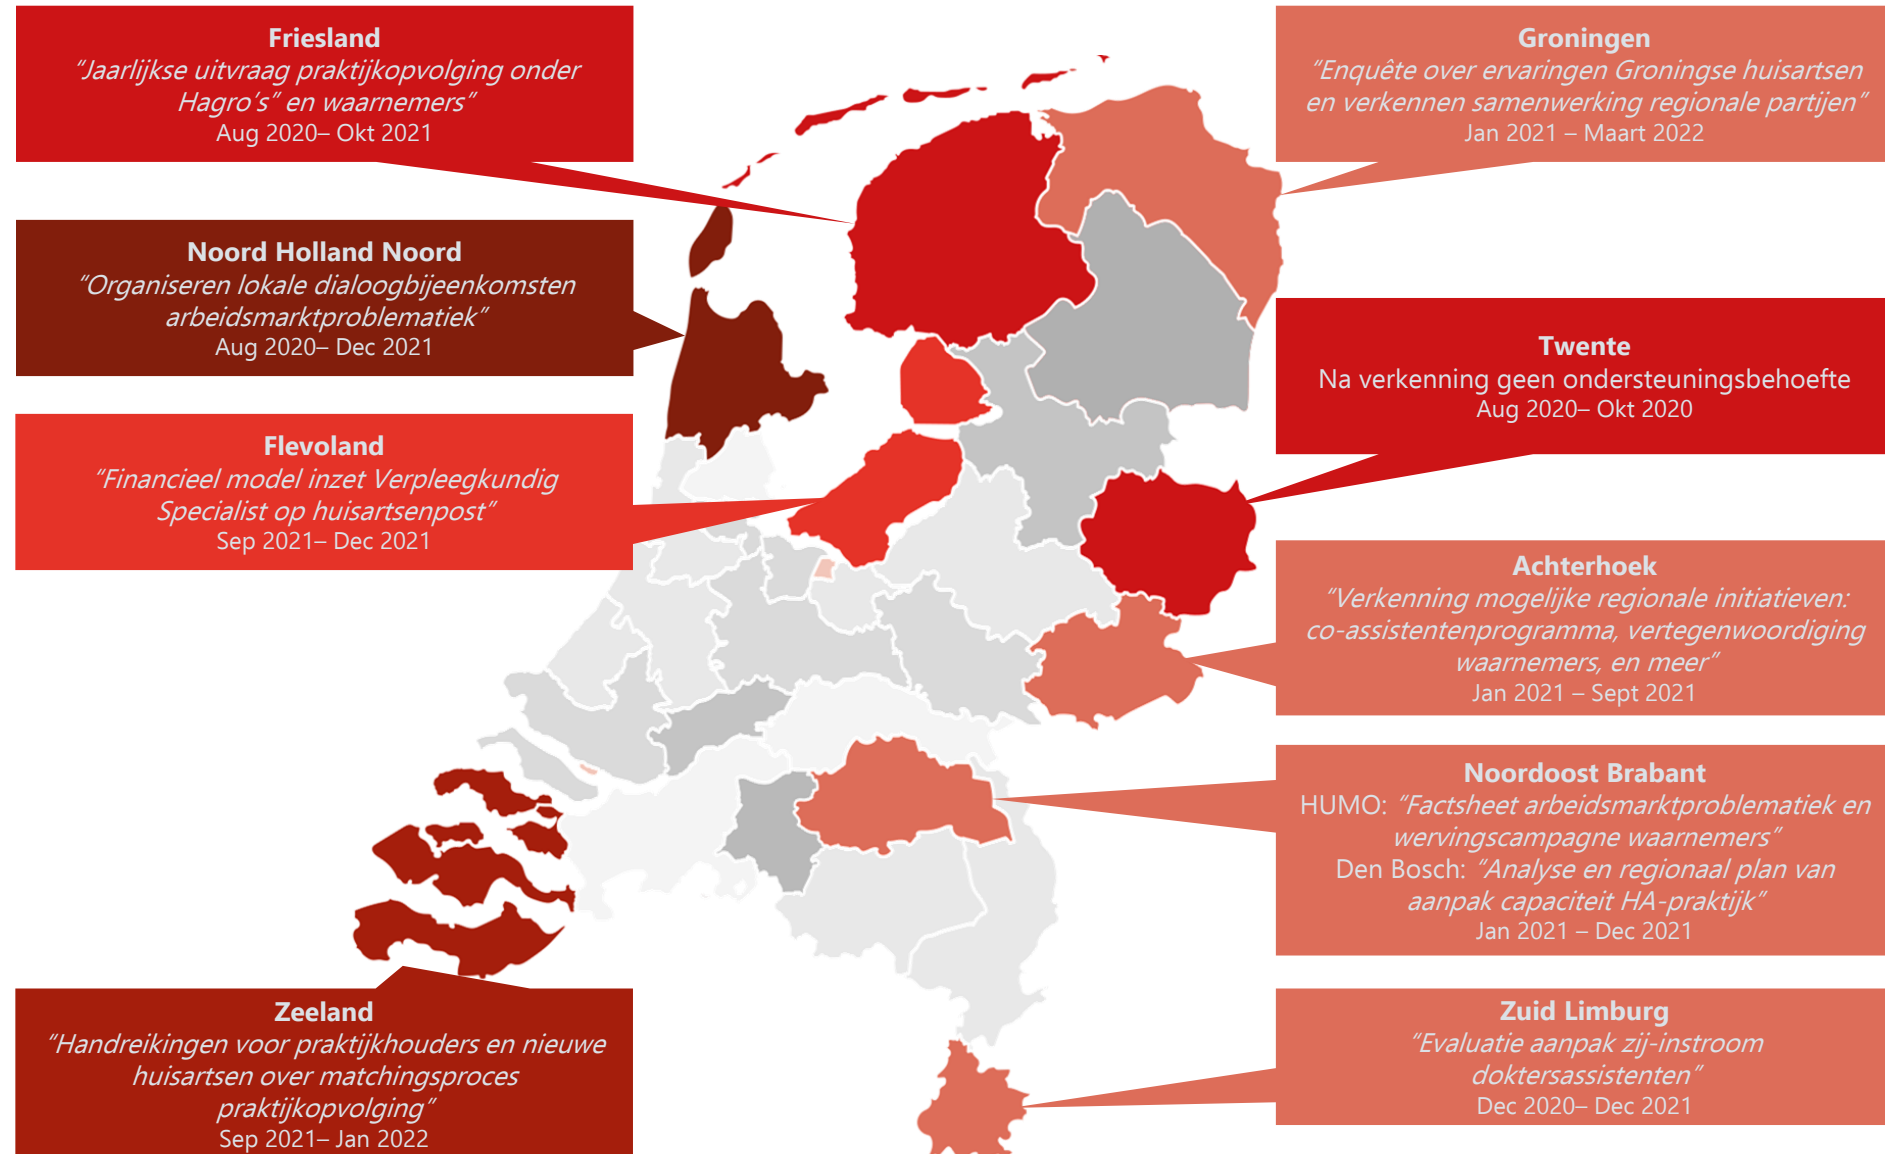 Friesland
“Jaarlijkse uitvraag praktijkopvolging onder
Hagro’s” en waarnemers”
Aug 2020– Okt 2021
Noord Holland Noord
“Organiseren lokale dialoogbijeenkomsten
arbeidsmarktproblematiek”
Aug 2020– Dec 2021
Flevoland
“Financieel model inzet Verpleegkundig
Specialist op huisartsenpost”
Sep 2021– Dec 2021
Zeeland
“Handreikingen voor praktijkhouders en nieuwe
huisartsen over matchingsproces
praktijkopvolging”
Sep 2021– Jan 2022
Groningen
“Enquête over ervaringen Groningse huisartsen
en verkennen samenwerking regionale partijen”
Jan 2021 – Maart 2022
Twente
Na verkenning geen ondersteuningsbehoefte
Aug 2020– Okt 2020
Achterhoek
“Verkenning mogelijke regionale initiatieven:
co-assistentenprogramma, vertegenwoordiging
waarnemers, en meer”
Jan 2021 – Sept 2021
Noordoost Brabant
HUMO: “Factsheet arbeidsmarktproblematiek en
wervingscampagne waarnemers”
Den Bosch: “Analyse en regionaal plan van
aanpak capaciteit HA-praktijk”
Jan 2021 – Dec 2021
Zuid Limburg
“Evaluatie aanpak zij-instroom
doktersassistenten”
Dec 2020– Dec 2021